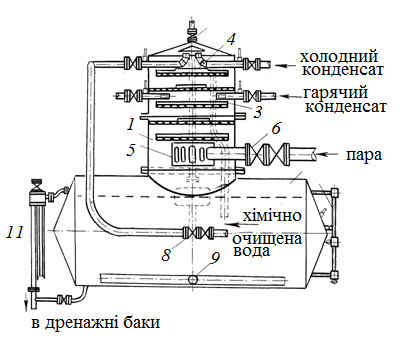 4
холодний
конденсат
гарячий
конденсат
3
1
6
5
пара
11
хімічно
очищена
вода
8
9
в дренажні баки